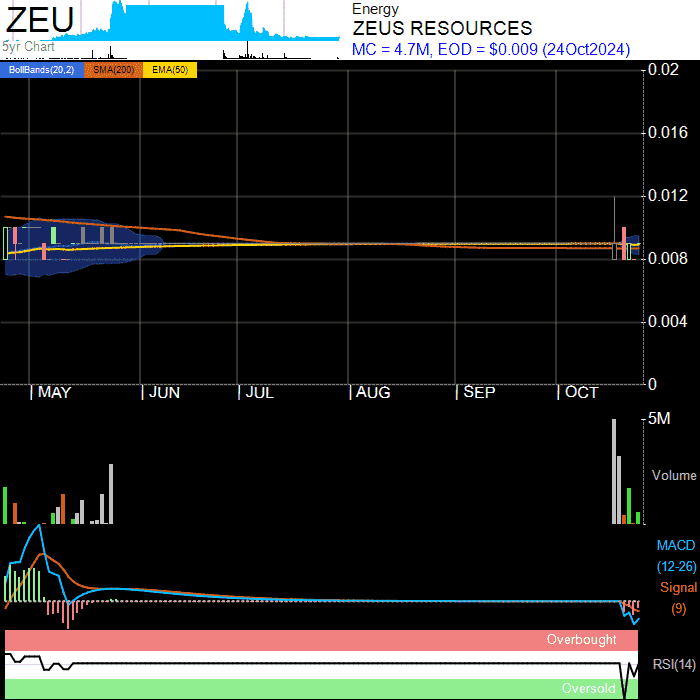 ZEU
5yr Chart
Energy
ZEUS RESOURCES
MC = 4.7M, EOD = $0.009 (24Oct2024)
BollBands(20,2) SMA(200) EMA(50)
0.02
0.016
0.012
0.008
0.004
0
MAY JUN JUL AUG SEP OCT
5M
Volume
MACD
(12-26)
Signal
(9)
Overbought
RSI(14)
Oversold